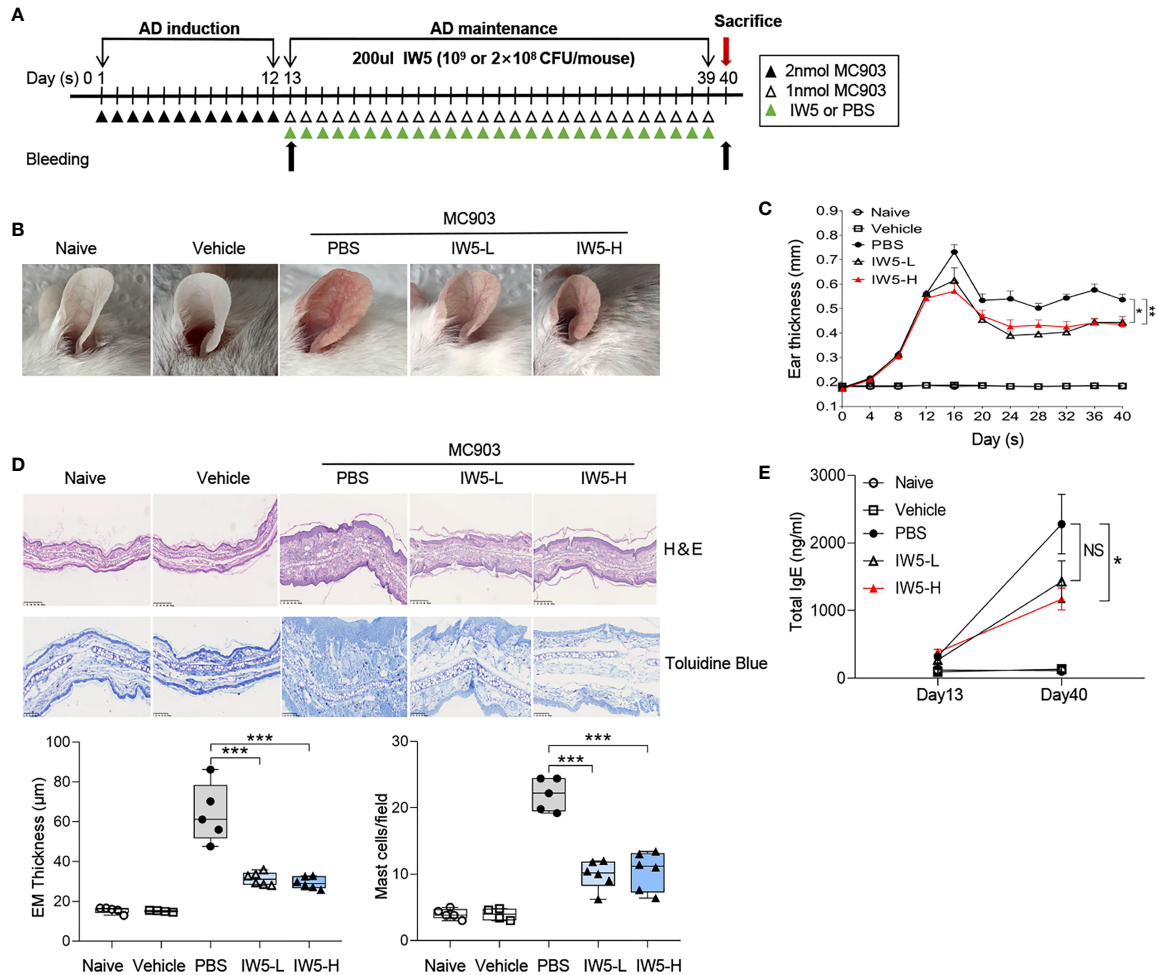 A
AD induction
AD maintenance
Sacrifice
200ul IW5 (10⁹ or 2×10⁸ CFU/mouse)
Day (s) 0 1 12 13 39 40
2nmol MC903
1nmol MC903
IW5 or PBS
Bleeding
B
MC903
Naive Vehicle PBS IW5-L IW5-H
C
Naive
Vehicle
PBS
IW5-L
IW5-H
Ear thickness (mm)
0.9
0.8
0.7
0.6
0.5
0.4
0.3
0.2
0.1
* **
0 4 8 12 16 20 24 28 32 36 40
Day (s)
D
MC903
Naive Vehicle PBS IW5-L IW5-H
H&E
Toluidine Blue
EM Thickness (μm)
100
80
60
40
20
0
***
***
Naive Vehicle PBS IW5-L IW5-H
Mast cells/field
30
20
10
0
***
***
Naive Vehicle PBS IW5-L IW5-H
E
Naive
Vehicle
PBS
IW5-L
IW5-H
Total IgE (ng/ml)
3000
2000
1000
0
NS *
Day13 Day40